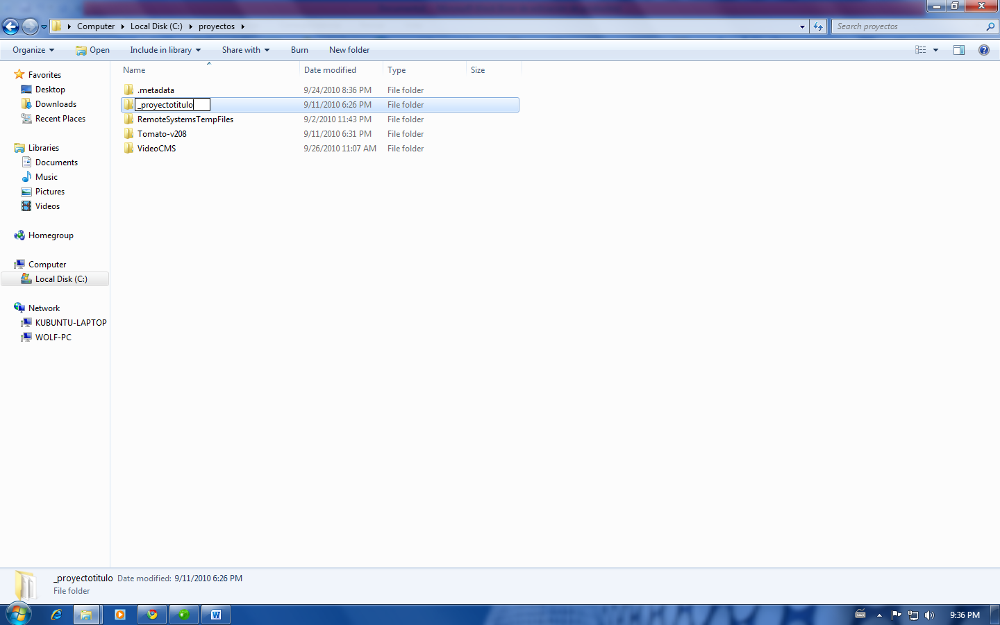 Computer Local Disk (C:) proyectos Search proyectos
Organize Open Include in library Share with Burn New folder
Name Date modified Type Size
.metadata 9/24/2010 8:36 PM File folder
_proyectotitulo 9/11/2010 6:26 PM File folder
RemoteSystemsTempFiles 9/2/2010 11:43 PM File folder
Tomato-v208 9/11/2010 6:31 PM File folder
VideoCMS 9/26/2010 11:07 AM File folder
Favorites
Desktop
Downloads
Recent Places
Libraries
Documents
Music
Pictures
Videos
Homegroup
Computer
Local Disk (C:)
Network
KUBUNTU-LAPTOP
WOLF-PC
_proyectotitulo Date modified: 9/11/2010 6:26 PM
File folder
9:36 PM